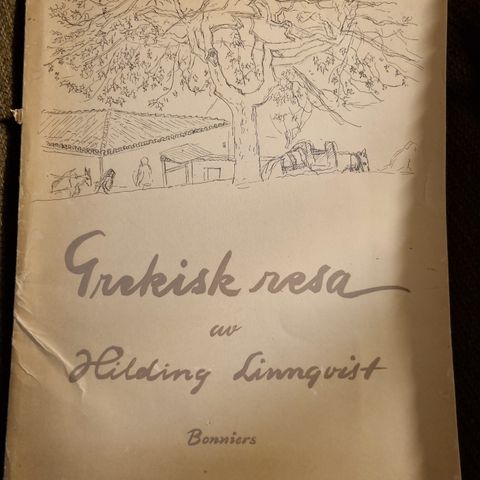 Grekisk resa
av
Hilding Linnqvist
Bonniers